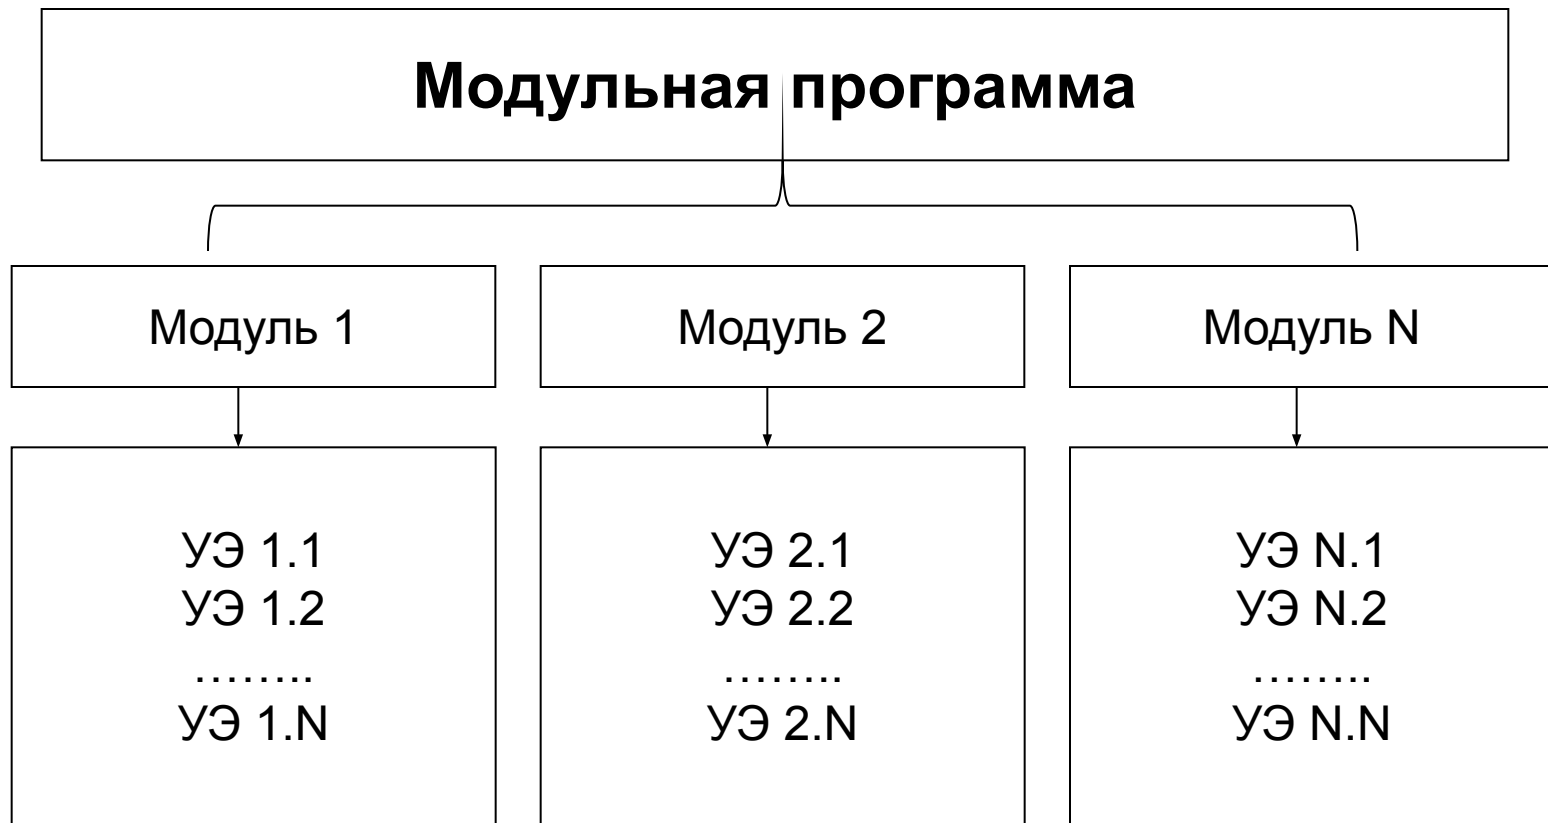 Модульная программа
Модуль 1
Модуль 2
Модуль N
УЭ 1.1
УЭ 1.2
……..
УЭ 1.N
УЭ 2.1
УЭ 2.2
……..
УЭ 2.N
УЭ N.1
УЭ N.2
……..
УЭ N.N